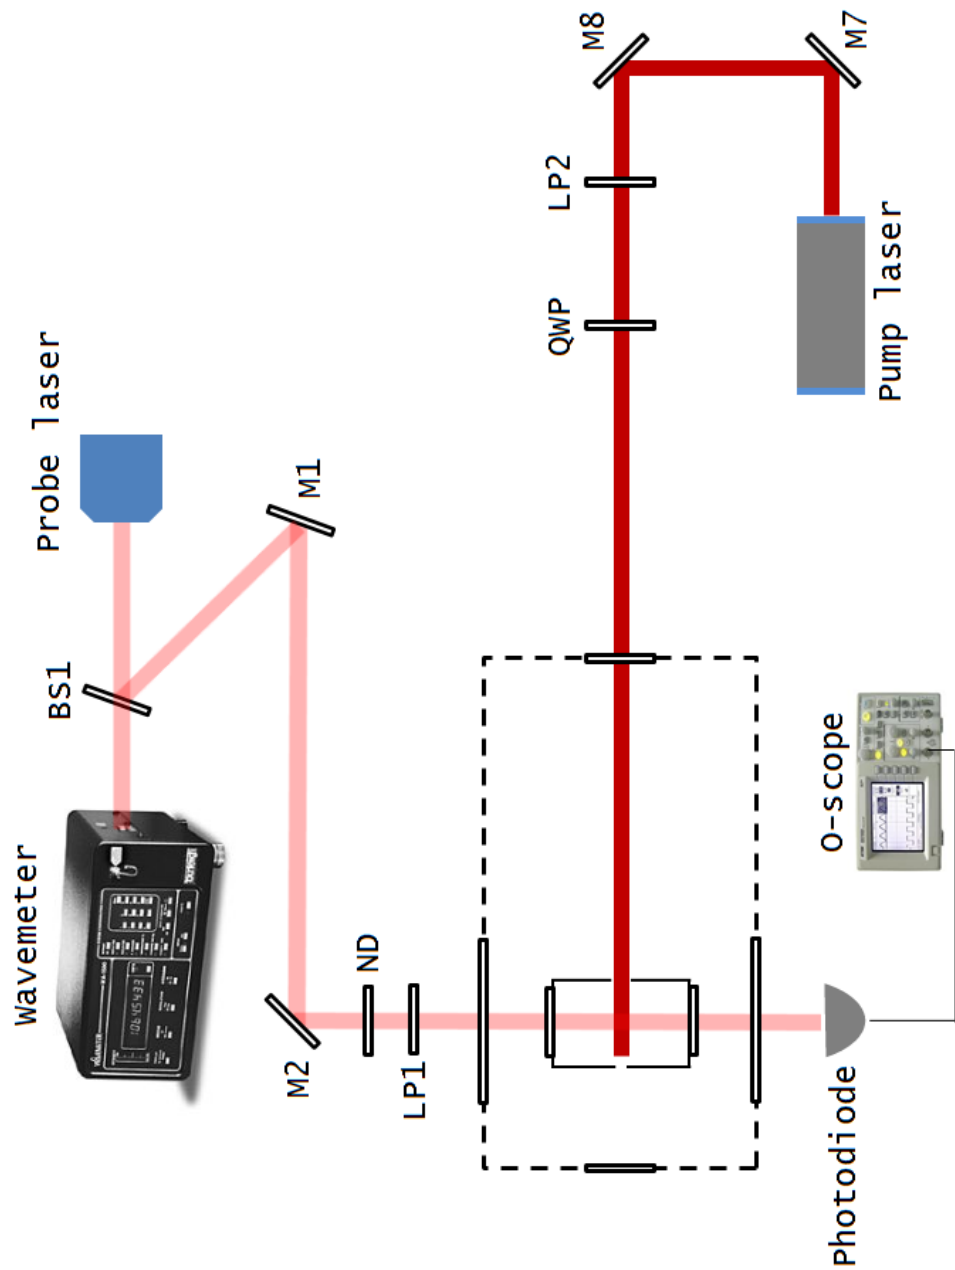 Wavemeter
Probe laser
BS1
M1
M2
ND
LP1
QWP
LP2
M8
M7
O-scope
Photodiode
Pump laser